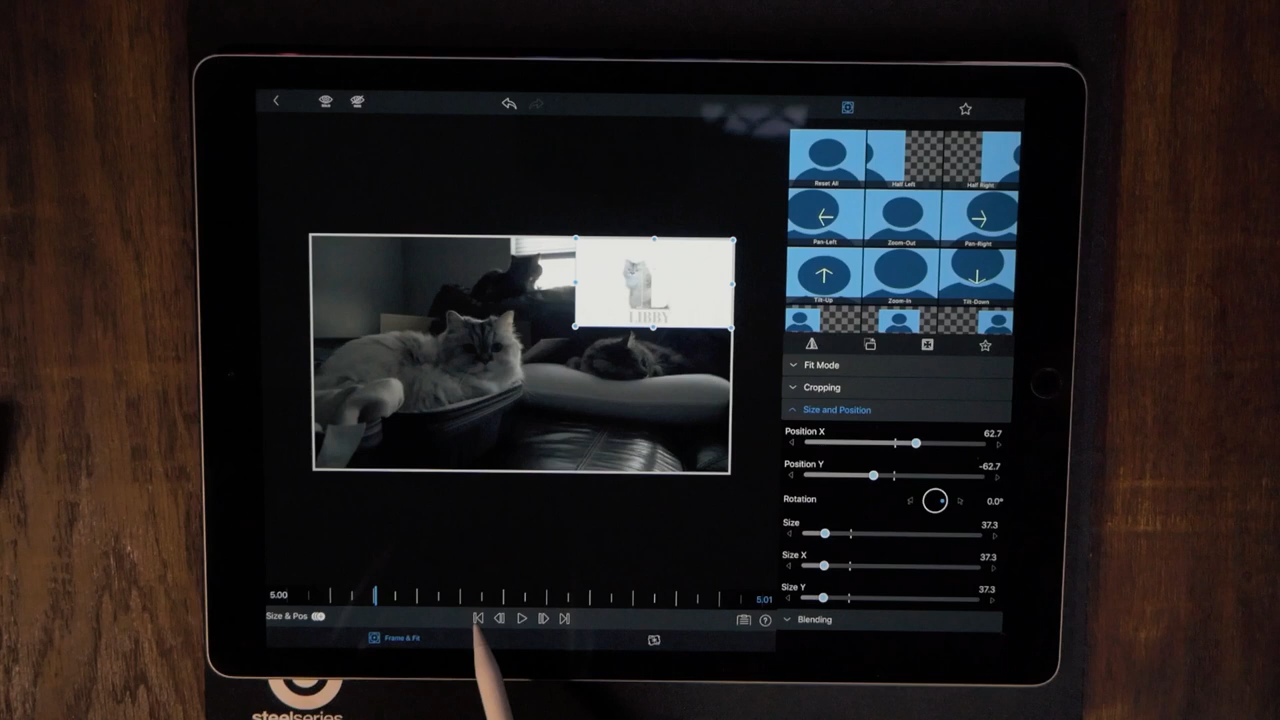 Reset All
Half Left
Half Right
Pan-Left
Zoom-Out
Pan-Right
Tilt-Up
Zoom-In
Tilt-Down
LIBBY
Fit Mode
Cropping
Size and Position
Position X
62.7
Position Y
-62.7
Rotation
0.0°
Size
37.3
Size X
37.3
Size Y
37.3
5.00
5.01
Size & Pos
?
Blending
Frame & Fit
steelseries